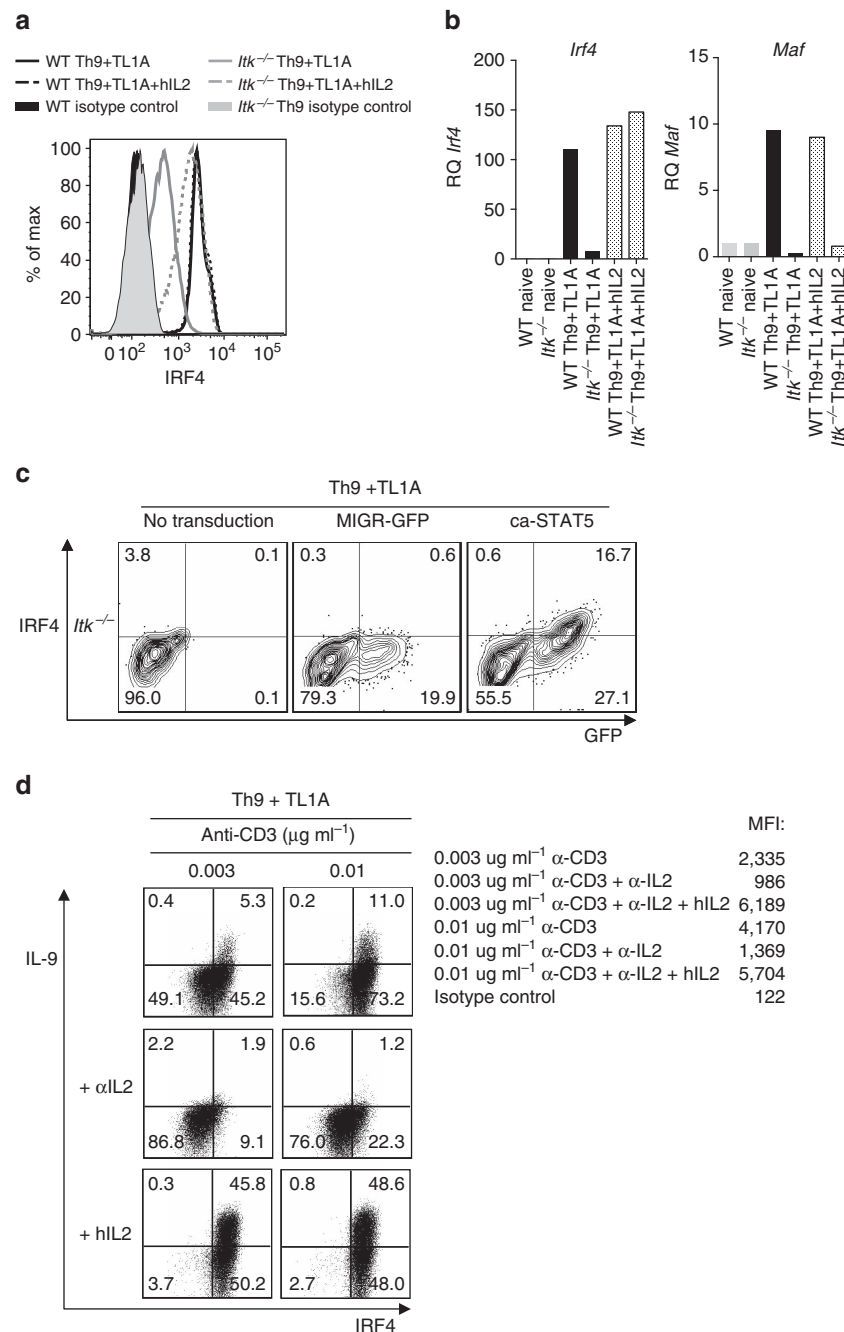 a
WT Th9+TL1A
Itk–/– Th9+TL1A
WT Th9+TL1A+hIL2
Itk–/– Th9+TL1A+hIL2
WT isotype control
Itk–/– Th9 isotype control
% of max
100
80
60
40
20
0
0 10² 10³ 10⁴ 10⁵
IRF4
b
Irf4
RQ Irf4
200
150
100
50
0
WT naive
Itk–/– naive
WT Th9+TL1A
Itk–/– Th9+TL1A
WT Th9+TL1A+hIL2
Itk–/– Th9+TL1A+hIL2
Maf
RQ Maf
15
10
5
0
WT naive
Itk–/– naive
WT Th9+TL1A
Itk–/– Th9+TL1A
WT Th9+TL1A+hIL2
Itk–/– Th9+TL1A+hIL2
c
Th9 +TL1A
No transduction MIGR-GFP ca-STAT5
IRF4 Itk–/–
3.8 0.1
96.0 0.1
0.3 0.6
79.3 19.9
0.6 16.7
55.5 27.1
GFP
d
Th9 + TL1A
Anti-CD3 (μg ml–1)
0.003 0.01
IL-9
0.4 5.3
49.1 45.2
0.2 11.0
15.6 73.2
+ αIL2
2.2 1.9
86.8 9.1
0.6 1.2
76.0 22.3
+ hIL2
0.3 45.8
3.7 50.2
0.8 48.6
2.7 48.0
IRF4
MFI:
0.003 ug ml–1 α-CD3 2,335
0.003 ug ml–1 α-CD3 + α-IL2 986
0.003 ug ml–1 α-CD3 + α-IL2 + hIL2 6,189
0.01 ug ml–1 α-CD3 4,170
0.01 ug ml–1 α-CD3 + α-IL2 1,369
0.01 ug ml–1 α-CD3 + α-IL2 + hIL2 5,704
Isotype control 122